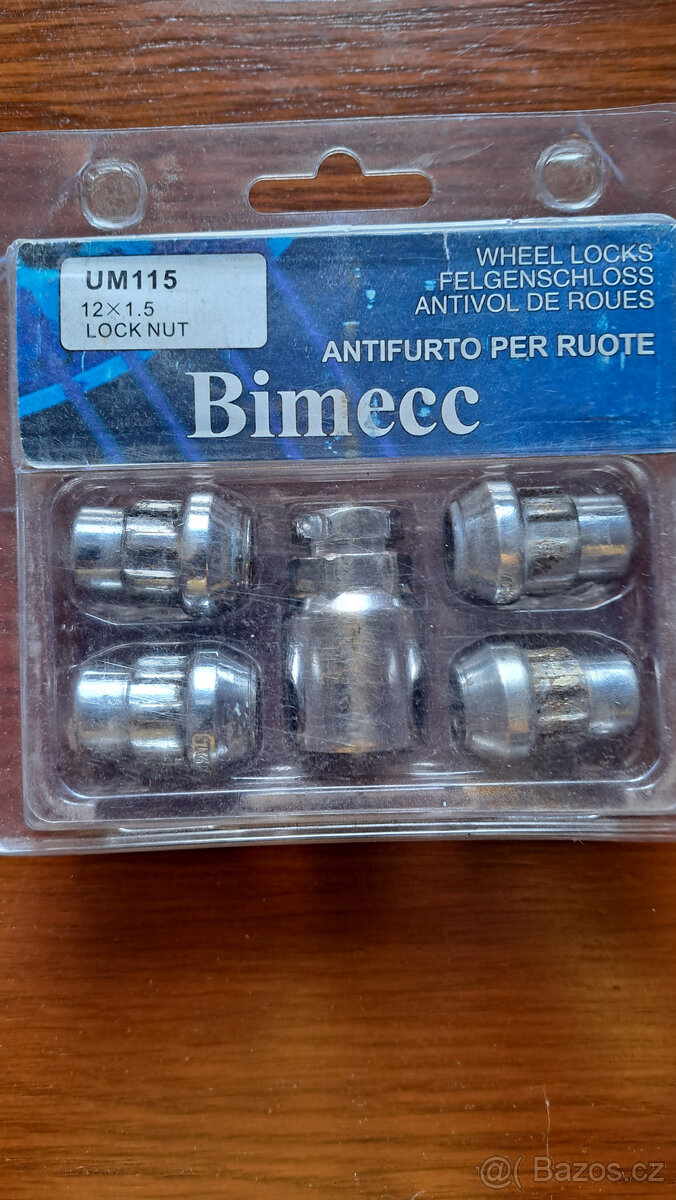 UM115
12×1.5
LOCK NUT
WHEEL LOCKS
FELGENSCHLOSS
ANTIVOL DE ROUES
ANTIFURTO PER RUOTE
Bimecc
@( Bazos.cz